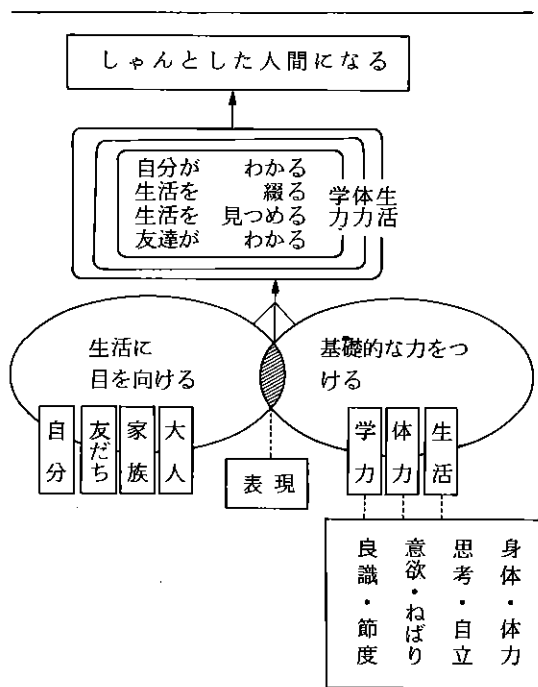 しゃんとした人間になる
自分が わかる
生活を 綴る
生活を 見つめる
友達が わかる
学力
体力
生活
生活に
目を向ける
基礎的な力をつ
ける
自分
友だち
家族
大人
表現
学力
体力
生活
身体・体力
思考・自立
意欲・ねばり
良識・節度